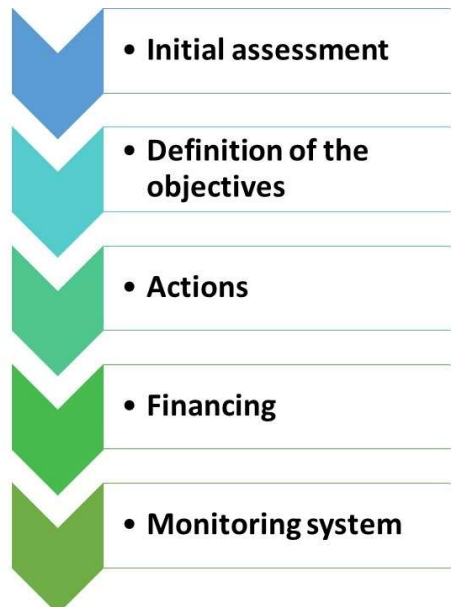 • Initial assessment
• Definition of the
objectives
• Actions
• Financing
• Monitoring system